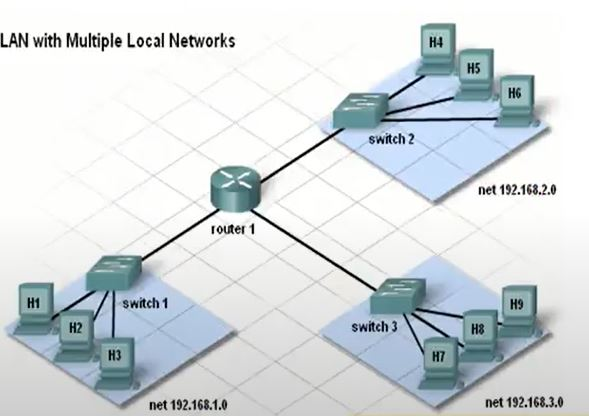 LAN with Multiple Local Networks
H4
H5
H6
switch 2
net 192.168.2.0
router 1
switch 1
H1
H2
H3
net 192.168.1.0
switch 3
H9
H8
H7
net 192.168.3.0